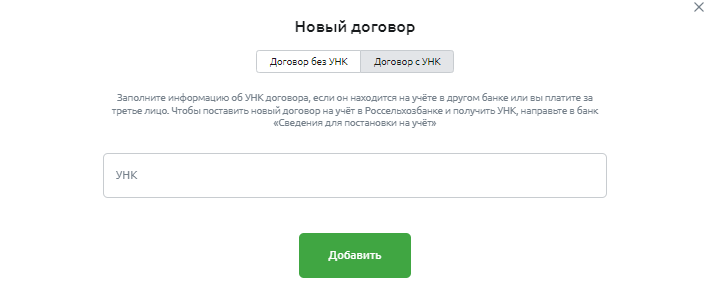 Новый договор
Договор без УНК Договор с УНК
Заполните информацию об УНК договора, если он находится на учёте в другом банке или вы платите за
третье лицо. Чтобы поставить новый договор на учёт в Россельхозбанке и получить УНК, направьте в банк
«Сведения для постановки на учёт»
УНК
Добавить